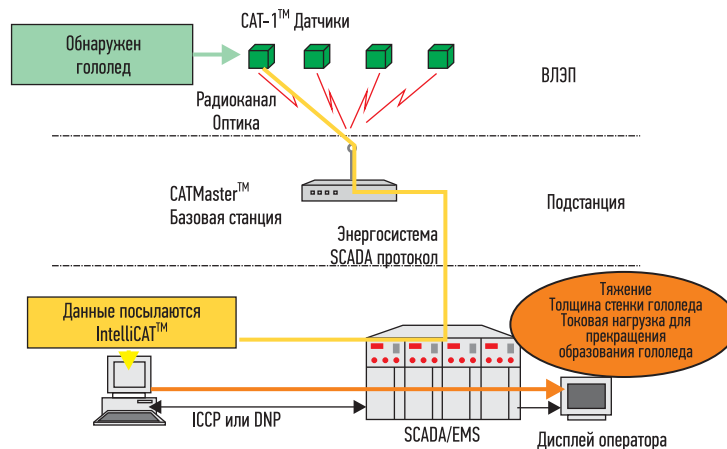 CAT-1™ Датчики
Обнаружен
гололед
Радиоканал
Оптика
ВЛЭП
CATMaster™
Базовая станция
Подстанция
Энергосистема
SCADA протокол
Данные посылаются
IntelliCAT™
Тяжение
Толщина стенки гололеда
Токовая нагрузка для
прекращения
образования гололеда
ICCP или DNP
SCADA/EMS
Дисплей оператора